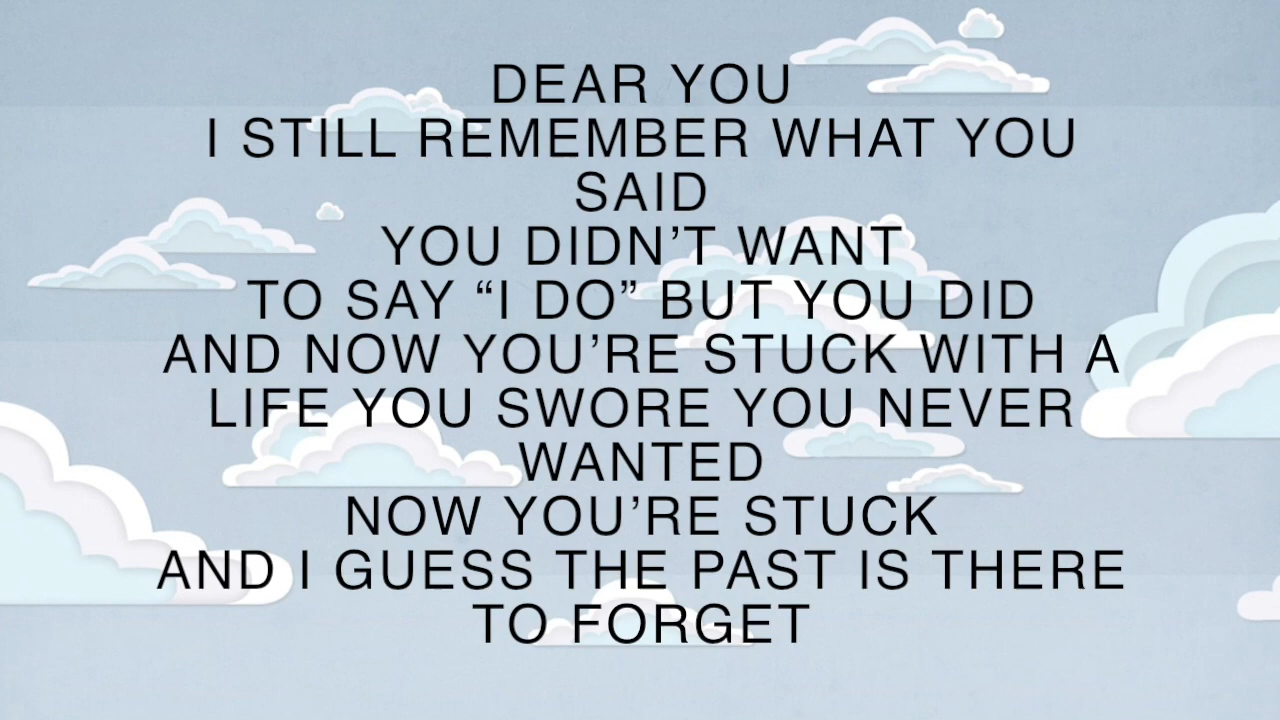 DEAR YOU
I STILL REMEMBER WHAT YOU
SAID
YOU DIDN’T WANT
TO SAY “I DO” BUT YOU DID
AND NOW YOU’RE STUCK WITH A
LIFE YOU SWORE YOU NEVER
WANTED
NOW YOU’RE STUCK
AND I GUESS THE PAST IS THERE
TO FORGET